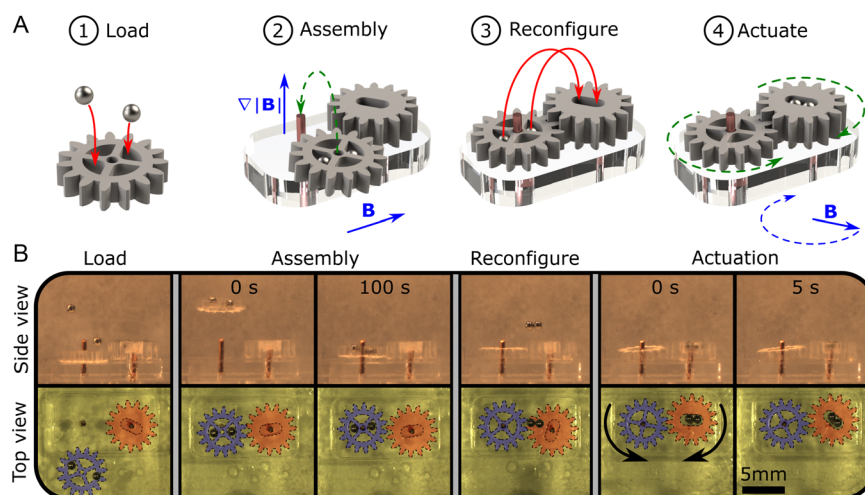 A
1 Load
2 Assembly
3 Reconfigure
4 Actuate
∇|B|
B
B
B
Load
Assembly
Reconfigure
Actuation
Side view
0 s
100 s
0 s
5 s
Top view
5mm